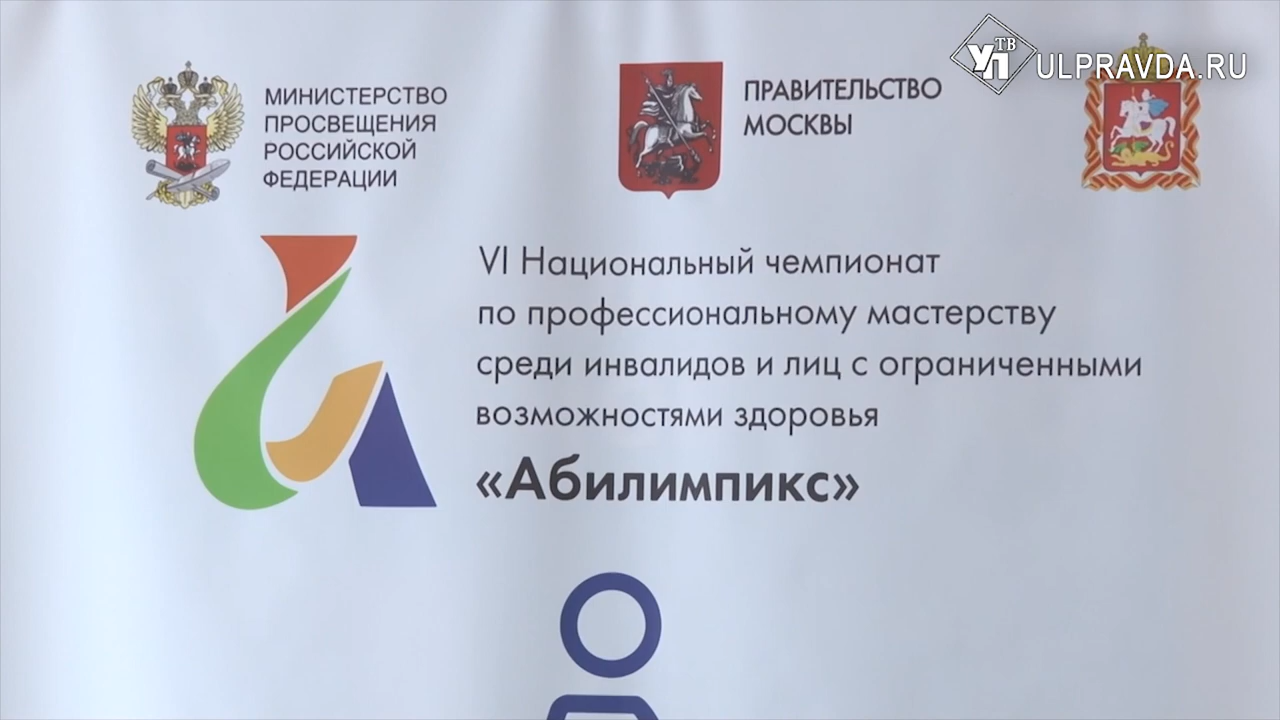 УП ТВ ULPRAVDA.RU
МИНИСТЕРСТВО
ПРОСВЕЩЕНИЯ
РОССИЙСКОЙ
ФЕДЕРАЦИИ
ПРАВИТЕЛЬСТВО
МОСКВЫ
VI Национальный чемпионат
по профессиональному мастерству
среди инвалидов и лиц с ограниченными
возможностями здоровья
«Абилимпикс»